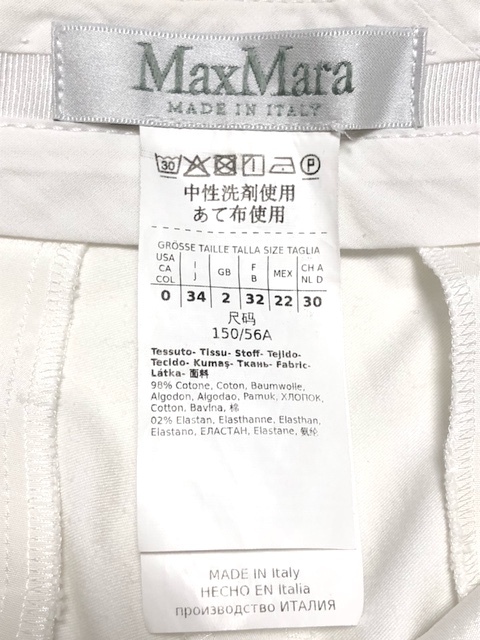 MaxMara
MADE IN ITALY
30 P
中性洗剤使用
あて布使用
GRÖSSE TAILLE TALLA SIZE TAGLIA
USA CA COL I J GB F B MEX CH A NL D
0 34 2 32 22 30
尺码
150/56A
Tessuto- Tissu- Stoff- Tejido-
Tecido- Kumaş- Ткань- Fabric-
Látka- 面料
98% Cotone, Coton, Baumwolle,
Algodon, Algodao, Pamuk, ХЛОПОК,
Cotton, Bavlna, 棉
02% Elastan, Elasthanne, Elasthan,
Elastano, ЕЛАСТАН, Elastane, 氨纶
MADE IN Italy
HECHO EN Italia
производство ИТАЛИЯ